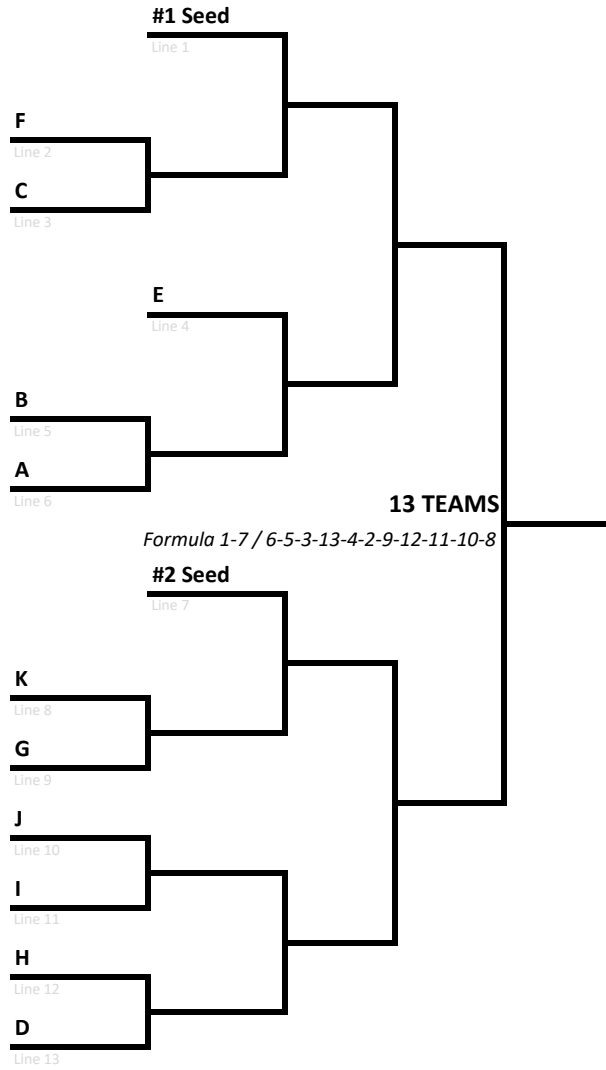 #1 Seed
Line 1
F
Line 2
C
Line 3
E
Line 4
B
Line 5
A
Line 6
13 TEAMS
Formula 1-7 / 6-5-3-13-4-2-9-12-11-10-8
#2 Seed
Line 7
K
Line 8
G
Line 9
J
Line 10
I
Line 11
H
Line 12
D
Line 13